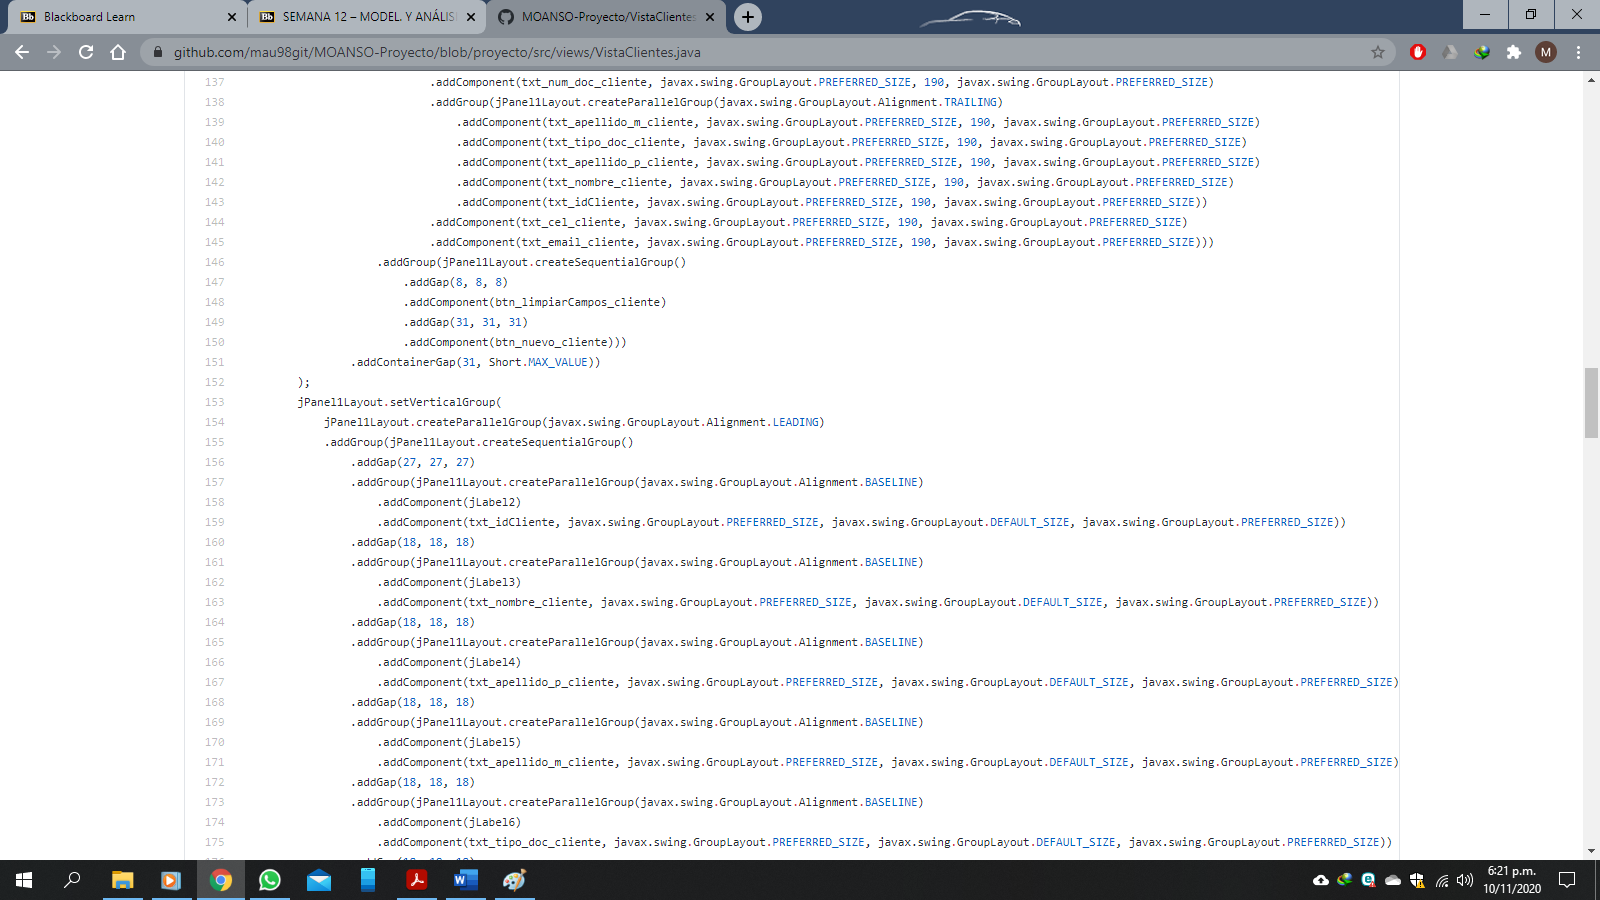 Blackboard Learn
SEMANA 12 – MODEL. Y ANÁLIS
MOANSO-Proyecto/VistaClientes
github.com/mau98git/MOANSO-Proyecto/blob/proyecto/src/views/VistaClientes.java
137 .addComponent(txt_num_doc_cliente, javax.swing.GroupLayout.PREFERRED_SIZE, 190, javax.swing.GroupLayout.PREFERRED_SIZE)
138 .addGroup(jPanel1Layout.createParallelGroup(javax.swing.GroupLayout.Alignment.TRAILING)
139 .addComponent(txt_apellido_m_cliente, javax.swing.GroupLayout.PREFERRED_SIZE, 190, javax.swing.GroupLayout.PREFERRED_SIZE)
140 .addComponent(txt_tipo_doc_cliente, javax.swing.GroupLayout.PREFERRED_SIZE, 190, javax.swing.GroupLayout.PREFERRED_SIZE)
141 .addComponent(txt_apellido_p_cliente, javax.swing.GroupLayout.PREFERRED_SIZE, 190, javax.swing.GroupLayout.PREFERRED_SIZE)
142 .addComponent(txt_nombre_cliente, javax.swing.GroupLayout.PREFERRED_SIZE, 190, javax.swing.GroupLayout.PREFERRED_SIZE)
143 .addComponent(txt_idCliente, javax.swing.GroupLayout.PREFERRED_SIZE, 190, javax.swing.GroupLayout.PREFERRED_SIZE))
144 .addComponent(txt_cel_cliente, javax.swing.GroupLayout.PREFERRED_SIZE, 190, javax.swing.GroupLayout.PREFERRED_SIZE)
145 .addComponent(txt_email_cliente, javax.swing.GroupLayout.PREFERRED_SIZE, 190, javax.swing.GroupLayout.PREFERRED_SIZE)))
146 .addGroup(jPanel1Layout.createSequentialGroup()
147 .addGap(8, 8, 8)
148 .addComponent(btn_limpiarCampos_cliente)
149 .addGap(31, 31, 31)
150 .addComponent(btn_nuevo_cliente)))
151 .addContainerGap(31, Short.MAX_VALUE))
152 );
153 jPanel1Layout.setVerticalGroup(
154 jPanel1Layout.createParallelGroup(javax.swing.GroupLayout.Alignment.LEADING)
155 .addGroup(jPanel1Layout.createSequentialGroup()
156 .addGap(27, 27, 27)
157 .addGroup(jPanel1Layout.createParallelGroup(javax.swing.GroupLayout.Alignment.BASELINE)
158 .addComponent(jLabel2)
159 .addComponent(txt_idCliente, javax.swing.GroupLayout.PREFERRED_SIZE, javax.swing.GroupLayout.DEFAULT_SIZE, javax.swing.GroupLayout.PREFERRED_SIZE))
160 .addGap(18, 18, 18)
161 .addGroup(jPanel1Layout.createParallelGroup(javax.swing.GroupLayout.Alignment.BASELINE)
162 .addComponent(jLabel3)
163 .addComponent(txt_nombre_cliente, javax.swing.GroupLayout.PREFERRED_SIZE, javax.swing.GroupLayout.DEFAULT_SIZE, javax.swing.GroupLayout.PREFERRED_SIZE))
164 .addGap(18, 18, 18)
165 .addGroup(jPanel1Layout.createParallelGroup(javax.swing.GroupLayout.Alignment.BASELINE)
166 .addComponent(jLabel4)
167 .addComponent(txt_apellido_p_cliente, javax.swing.GroupLayout.PREFERRED_SIZE, javax.swing.GroupLayout.DEFAULT_SIZE, javax.swing.GroupLayout.PREFERRED_SIZE)
168 .addGap(18, 18, 18)
169 .addGroup(jPanel1Layout.createParallelGroup(javax.swing.GroupLayout.Alignment.BASELINE)
170 .addComponent(jLabel5)
171 .addComponent(txt_apellido_m_cliente, javax.swing.GroupLayout.PREFERRED_SIZE, javax.swing.GroupLayout.DEFAULT_SIZE, javax.swing.GroupLayout.PREFERRED_SIZE)
172 .addGap(18, 18, 18)
173 .addGroup(jPanel1Layout.createParallelGroup(javax.swing.GroupLayout.Alignment.BASELINE)
174 .addComponent(jLabel6)
175 .addComponent(txt_tipo_doc_cliente, javax.swing.GroupLayout.PREFERRED_SIZE, javax.swing.GroupLayout.DEFAULT_SIZE, javax.swing.GroupLayout.PREFERRED_SIZE))
6:21 p.m.
10/11/2020